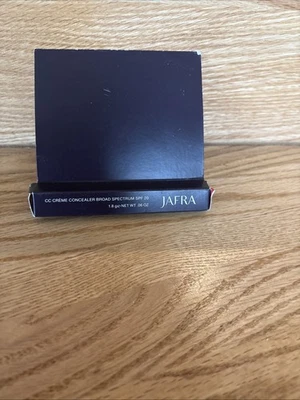 CC CRÈME CONCEALER BROAD SPECTRUM SPF 20
1.8 g℮/NET WT. .06 OZ.
JAFRA